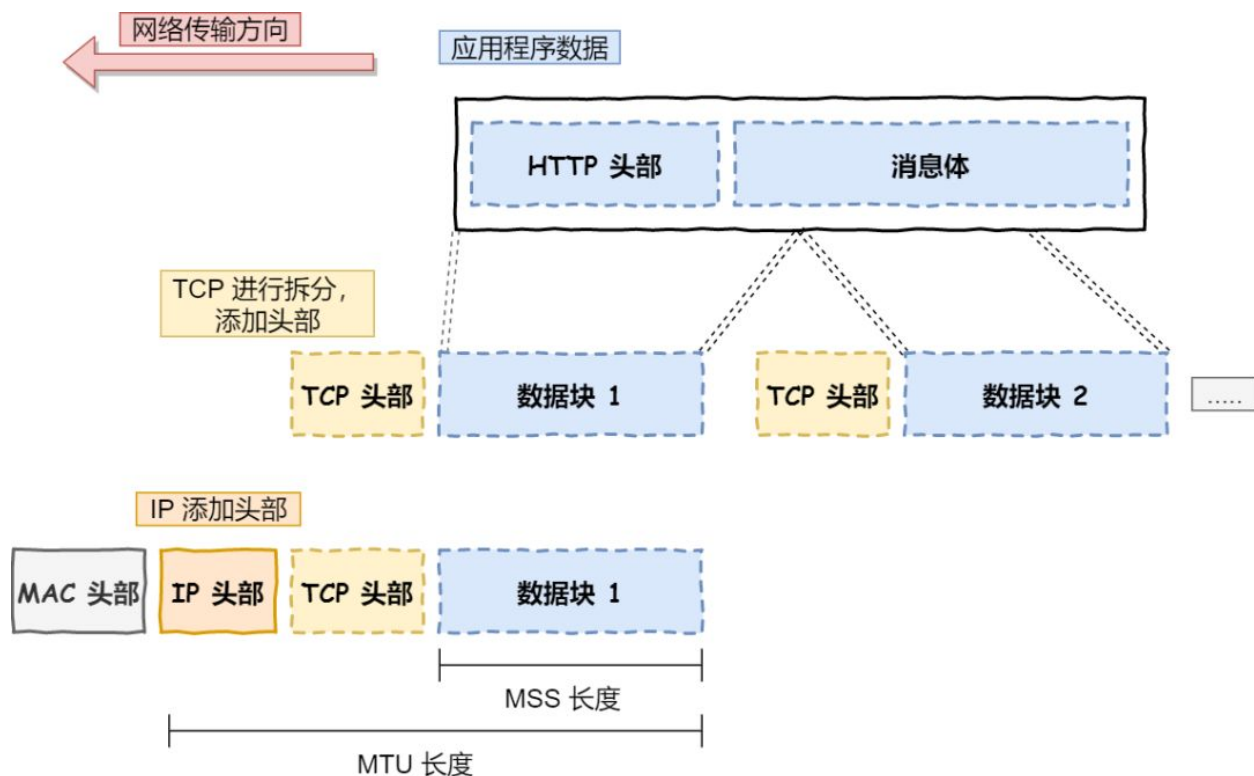 网络传输方向
应用程序数据
HTTP 头部
消息体
TCP 进行拆分，
添加头部
TCP 头部
数据块 1
TCP 头部
数据块 2
.....
IP 添加头部
MAC 头部
IP 头部
TCP 头部
数据块 1
MSS 长度
MTU 长度